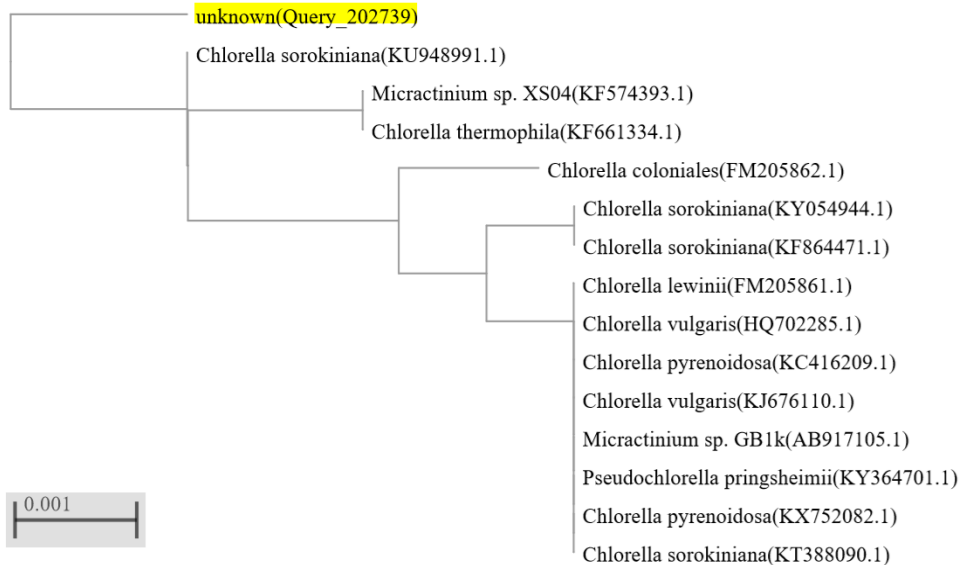 unknown(Query_202739)
Chlorella sorokiniana(KU948991.1)
Micractinium sp. XS04(KF574393.1)
Chlorella thermophila(KF661334.1)
Chlorella coloniales(FM205862.1)
Chlorella sorokiniana(KY054944.1)
Chlorella sorokiniana(KF864471.1)
Chlorella lewinii(FM205861.1)
Chlorella vulgaris(HQ702285.1)
Chlorella pyrenoidosa(KC416209.1)
Chlorella vulgaris(KJ676110.1)
Micractinium sp. GB1k(AB917105.1)
Pseudochlorella pringsheimii(KY364701.1)
0.001
Chlorella pyrenoidosa(KX752082.1)
Chlorella sorokiniana(KT388090.1)